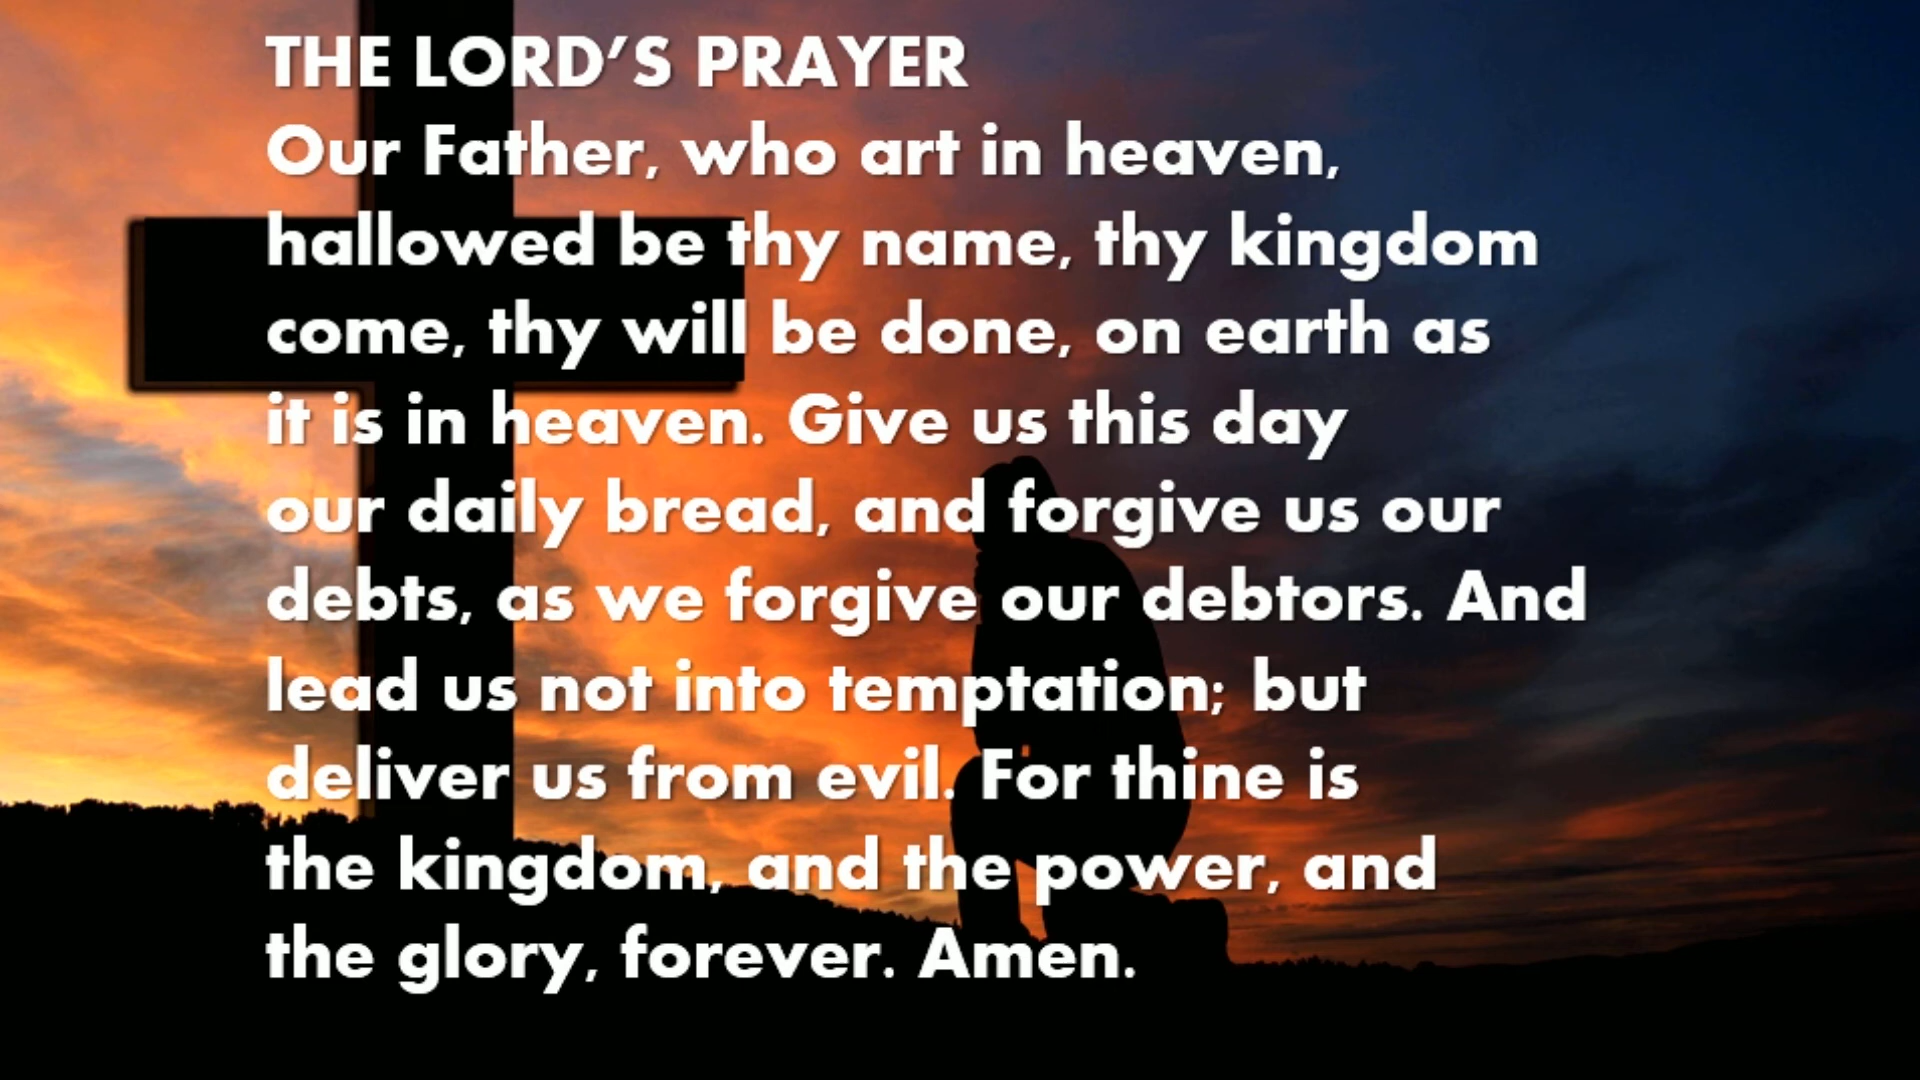 THE LORD’S PRAYER
Our Father, who art in heaven,
hallowed be thy name, thy kingdom
come, thy will be done, on earth as
it is in heaven. Give us this day
our daily bread, and forgive us our
debts, as we forgive our debtors. And
lead us not into temptation; but
deliver us from evil. For thine is
the kingdom, and the power, and
the glory, forever. Amen.